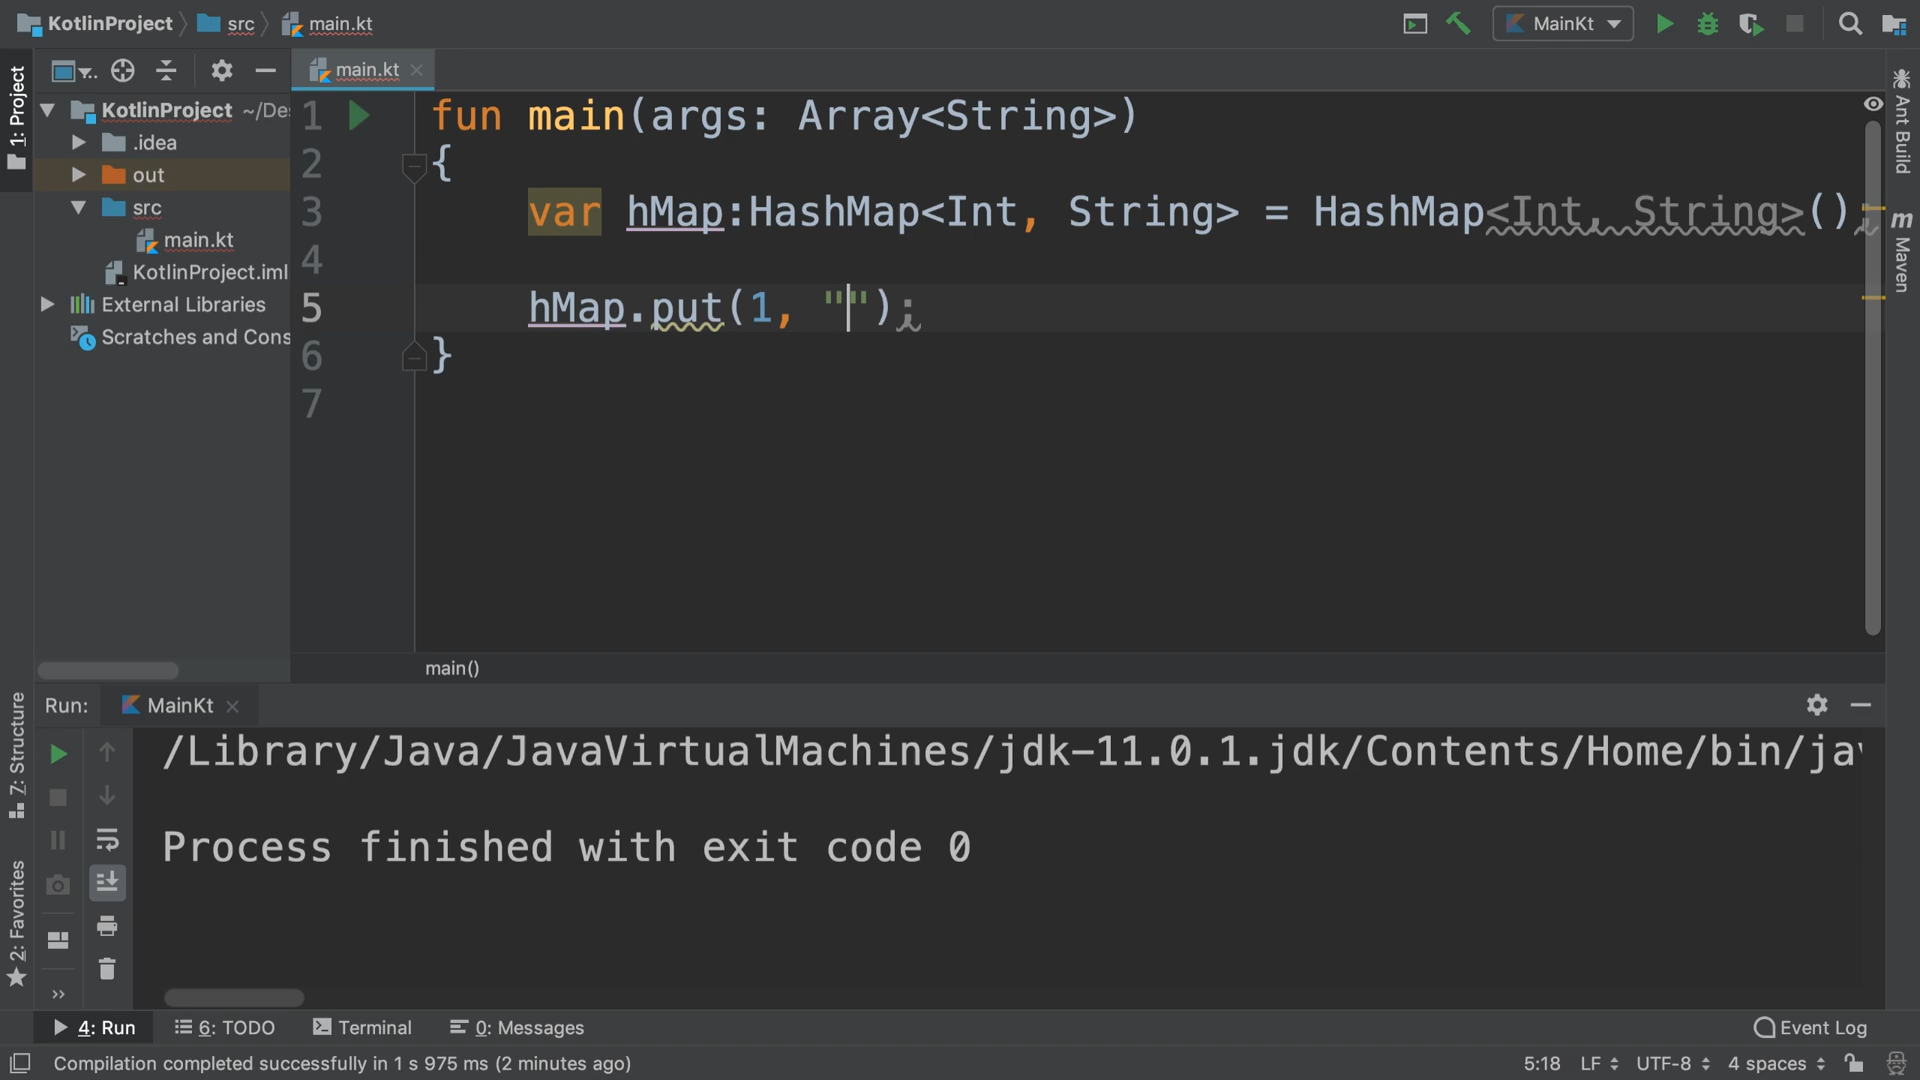 KotlinProject src main.kt
MainKt
1: Project
main.kt
KotlinProject ~/De
.idea
out
src
main.kt
KotlinProject.iml
External Libraries
Scratches and Cons
1 fun main(args: Array<String>)
2 {
3 var hMap:HashMap<Int, String> = HashMap<Int, String>();
4
5 hMap.put(1, "");
6 }
7
main()
Ant Build
m Maven
Run: MainKt
/Library/Java/JavaVirtualMachines/jdk-11.0.1.jdk/Contents/Home/bin/jav
Process finished with exit code 0
7: Structure
2: Favorites
4: Run 6: TODO Terminal 0: Messages Event Log
Compilation completed successfully in 1 s 975 ms (2 minutes ago) 5:18 LF UTF-8 4 spaces